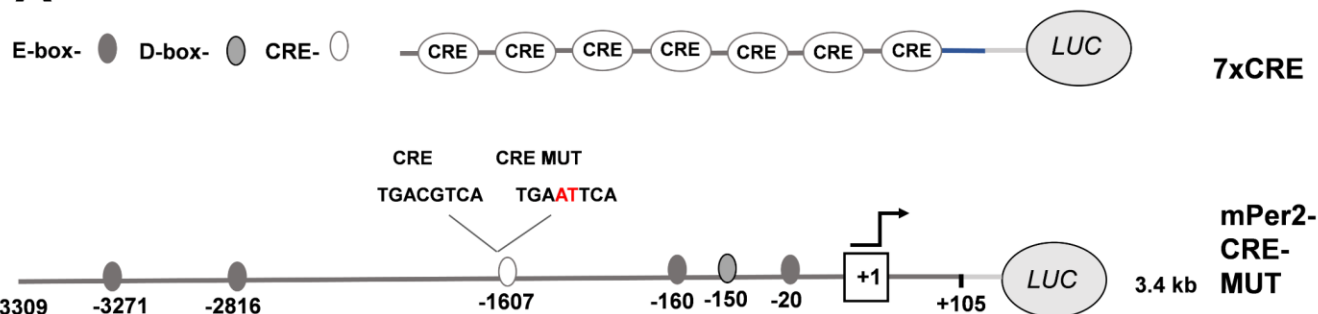 E-box- D-box- CRE-
CRE CRE CRE CRE CRE CRE CRE
LUC
7xCRE
CRE CRE MUT
TGACGTCA TGAATTCA
+1
LUC
3.4 kb
mPer2-
CRE-
MUT
3309 -3271 -2816 -1607 -160 -150 -20 +105